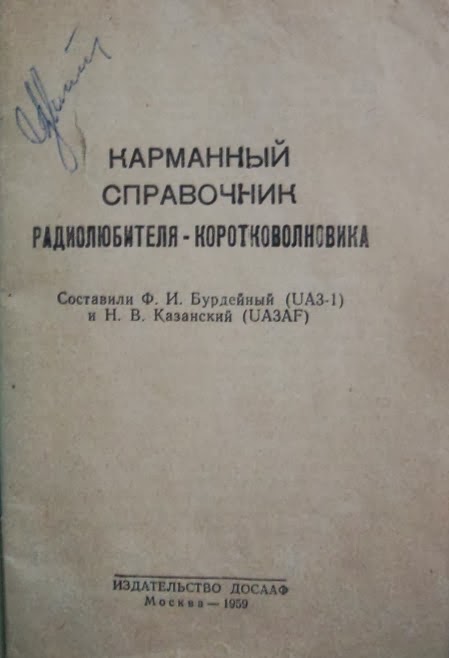 КАРМАННЫЙ
СПРАВОЧНИК
РАДИОЛЮБИТЕЛЯ - КОРОТКОВОЛНОВИКА
Составили Ф. И. Бурдейный (UA3-1)
и Н. В. Казанский (UA3AF)
ИЗДАТЕЛЬСТВО ДОСААФ
Москва — 1959